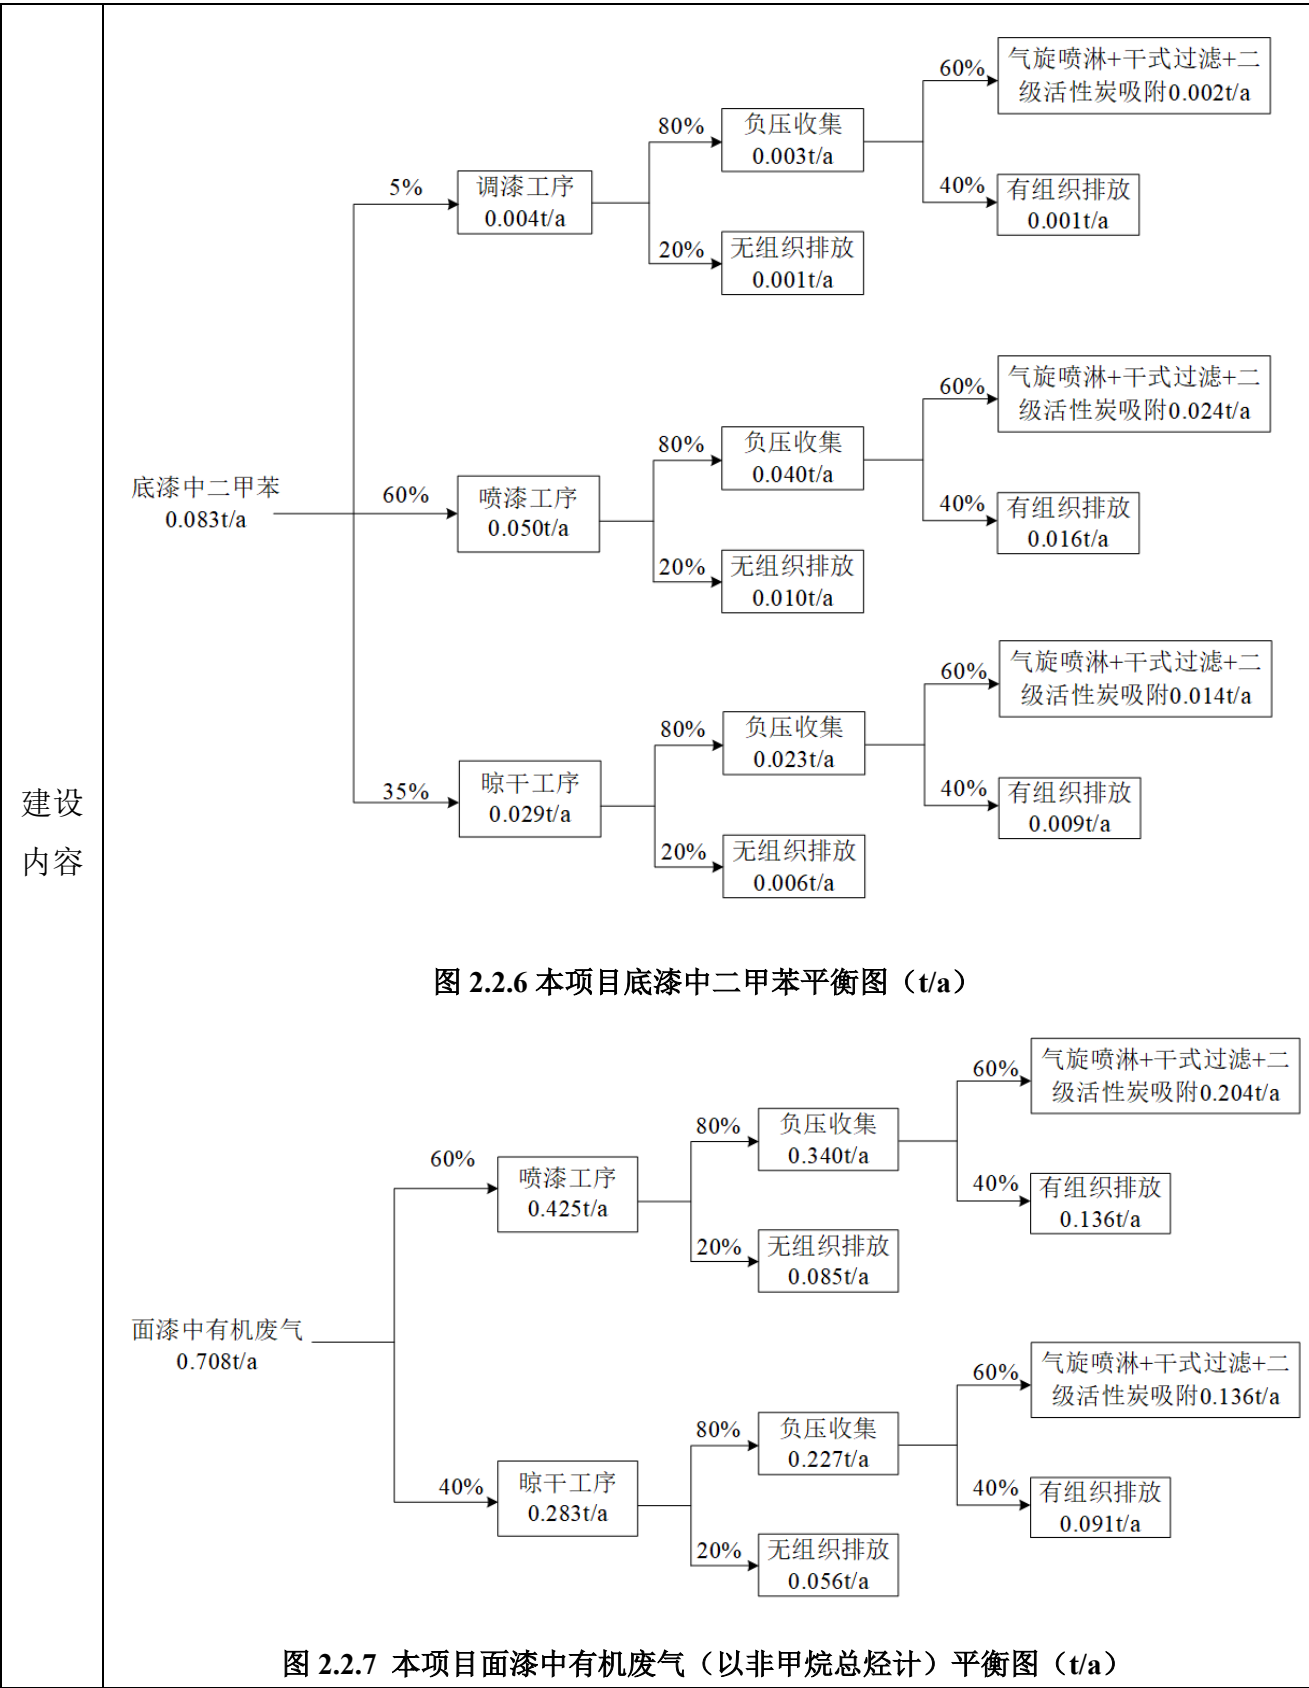 建设
内容
60%
气旋喷淋+干式过滤+二
级活性炭吸附0.002t/a
80%
负压收集
0.003t/a
5%
调漆工序
0.004t/a
40%
有组织排放
0.001t/a
20%
无组织排放
0.001t/a
60%
气旋喷淋+干式过滤+二
级活性炭吸附0.024t/a
80%
负压收集
0.040t/a
底漆中二甲苯
0.083t/a
60%
喷漆工序
0.050t/a
40%
有组织排放
0.016t/a
20%
无组织排放
0.010t/a
60%
气旋喷淋+干式过滤+二
级活性炭吸附0.014t/a
80%
负压收集
0.023t/a
35%
晾干工序
0.029t/a
40%
有组织排放
0.009t/a
20%
无组织排放
0.006t/a
图 2.2.6 本项目底漆中二甲苯平衡图（t/a）
60%
气旋喷淋+干式过滤+二
级活性炭吸附0.204t/a
80%
负压收集
0.340t/a
60%
喷漆工序
0.425t/a
40%
有组织排放
0.136t/a
20%
无组织排放
0.085t/a
面漆中有机废气
0.708t/a
60%
气旋喷淋+干式过滤+二
级活性炭吸附0.136t/a
80%
负压收集
0.227t/a
40%
晾干工序
0.283t/a
40%
有组织排放
0.091t/a
20%
无组织排放
0.056t/a
图 2.2.7 本项目面漆中有机废气（以非甲烷总烃计）平衡图（t/a）